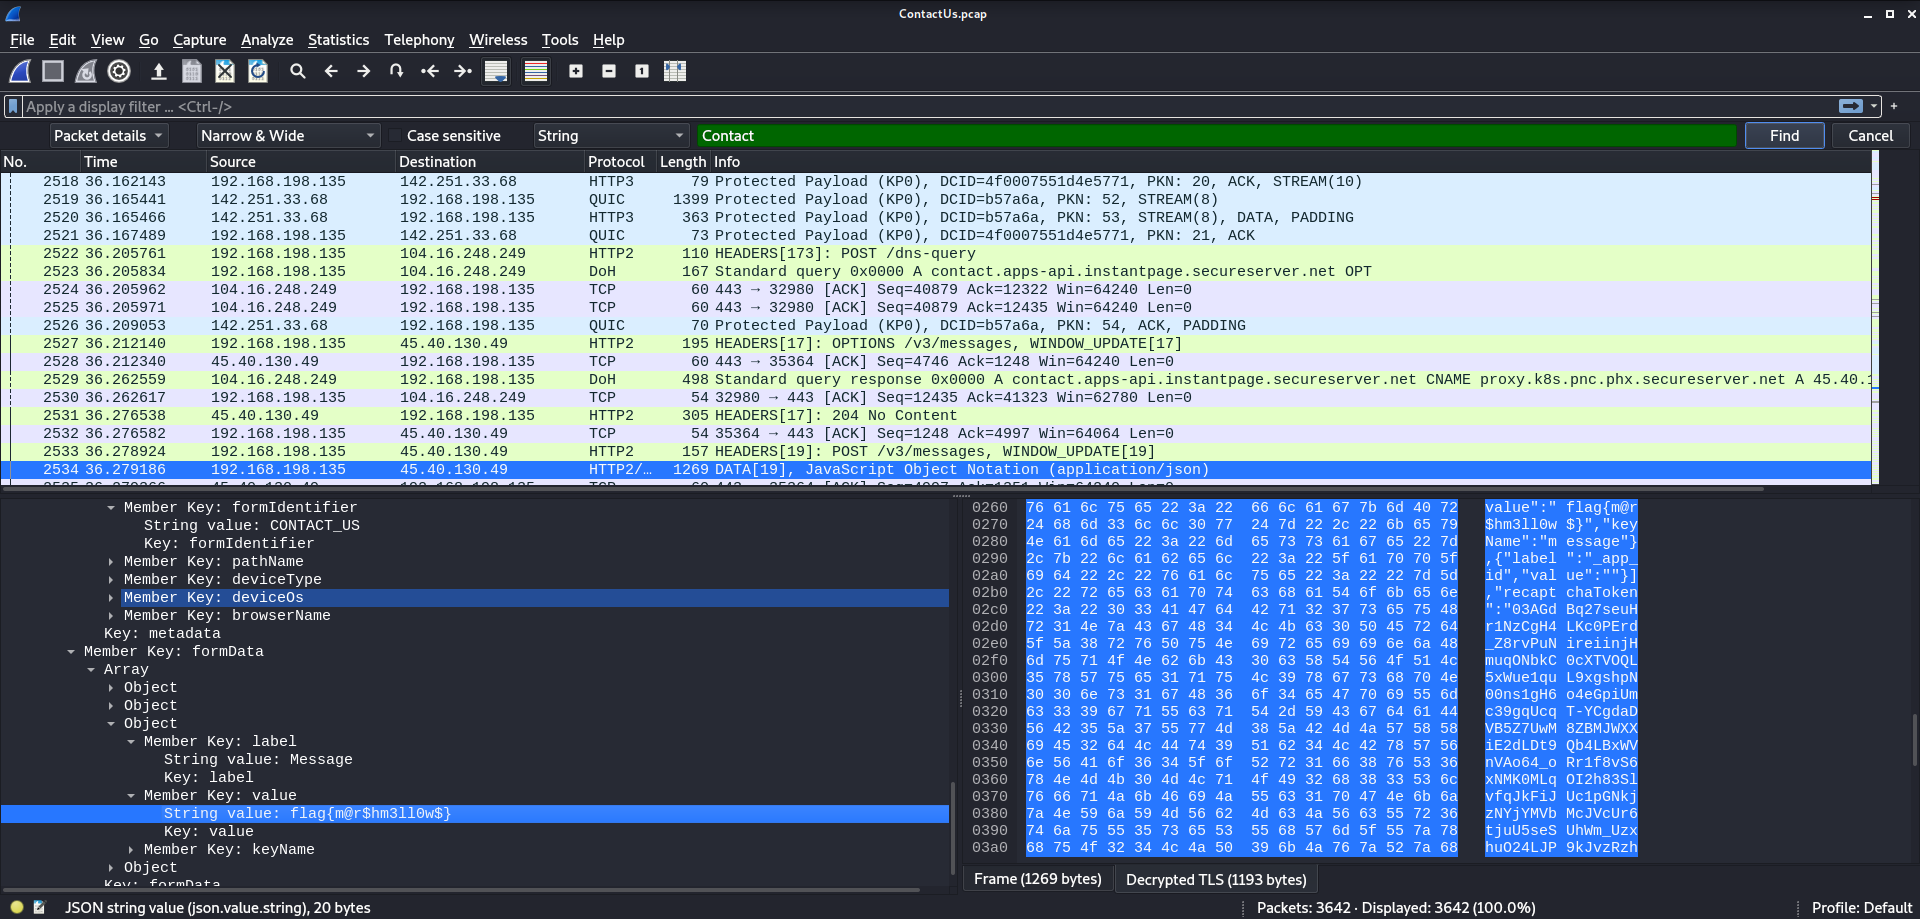 ContactUs.pcap
File Edit View Go Capture Analyze Statistics Telephony Wireless Tools Help
Apply a display filter ... <Ctrl-/>
Packet details Narrow & Wide Case sensitive String Contact Find Cancel
No. Time Source Destination Protocol Length Info
2518 36.162143 192.168.198.135 142.251.33.68 HTTP3 79 Protected Payload (KP0), DCID=4f0007551d4e5771, PKN: 20, ACK, STREAM(10)
2519 36.165441 142.251.33.68 192.168.198.135 QUIC 1399 Protected Payload (KP0), DCID=b57a6a, PKN: 52, STREAM(8)
2520 36.165466 142.251.33.68 192.168.198.135 HTTP3 363 Protected Payload (KP0), DCID=b57a6a, PKN: 53, STREAM(8), DATA, PADDING
2521 36.167489 192.168.198.135 142.251.33.68 QUIC 73 Protected Payload (KP0), DCID=4f0007551d4e5771, PKN: 21, ACK
2522 36.205761 192.168.198.135 104.16.248.249 HTTP2 110 HEADERS[173]: POST /dns-query
2523 36.205834 192.168.198.135 104.16.248.249 DoH 167 Standard query 0x0000 A contact.apps-api.instantpage.secureserver.net OPT
2524 36.205962 104.16.248.249 192.168.198.135 TCP 60 443 → 32980 [ACK] Seq=40879 Ack=12322 Win=64240 Len=0
2525 36.205971 104.16.248.249 192.168.198.135 TCP 60 443 → 32980 [ACK] Seq=40879 Ack=12435 Win=64240 Len=0
2526 36.209053 142.251.33.68 192.168.198.135 QUIC 70 Protected Payload (KP0), DCID=b57a6a, PKN: 54, ACK, PADDING
2527 36.212140 192.168.198.135 45.40.130.49 HTTP2 195 HEADERS[17]: OPTIONS /v3/messages, WINDOW_UPDATE[17]
2528 36.212340 45.40.130.49 192.168.198.135 TCP 60 443 → 35364 [ACK] Seq=4746 Ack=1248 Win=64240 Len=0
2529 36.262559 104.16.248.249 192.168.198.135 DoH 498 Standard query response 0x0000 A contact.apps-api.instantpage.secureserver.net CNAME proxy.k8s.pnc.phx.secureserver.net A 45.40.1
2530 36.262617 192.168.198.135 104.16.248.249 TCP 54 32980 → 443 [ACK] Seq=12435 Ack=41323 Win=62780 Len=0
2531 36.276538 45.40.130.49 192.168.198.135 HTTP2 305 HEADERS[17]: 204 No Content
2532 36.276582 192.168.198.135 45.40.130.49 TCP 54 35364 → 443 [ACK] Seq=1248 Ack=4997 Win=64064 Len=0
2533 36.278924 192.168.198.135 45.40.130.49 HTTP2 157 HEADERS[19]: POST /v3/messages, WINDOW_UPDATE[19]
2534 36.279186 192.168.198.135 45.40.130.49 HTTP2/… 1269 DATA[19], JavaScript Object Notation (application/json)
Member Key: formIdentifier
String value: CONTACT_US
Key: formIdentifier
Member Key: pathName
Member Key: deviceType
Member Key: deviceOs
Member Key: browserName
Key: metadata
Member Key: formData
Array
Object
Object
Object
Member Key: label
String value: Message
Key: label
Member Key: value
String value: flag{m@r$hm3ll0w$}
Key: value
Member Key: keyName
Object
Key: formData
0260 76 61 6c 75 65 22 3a 22 66 6c 61 67 7b 6d 40 72 value":" flag{m@r
0270 24 68 6d 33 6c 6c 30 77 24 7d 22 2c 22 6b 65 79 $hm3ll0w $}","key
0280 4e 61 6d 65 22 3a 22 6d 65 73 73 61 67 65 22 7d Name":"m essage"}
0290 2c 7b 22 6c 61 62 65 6c 22 3a 22 5f 61 70 70 5f ,{"label ":"_app_
02a0 69 64 22 2c 22 76 61 6c 75 65 22 3a 22 22 7d 5d id","val ue":""}]
02b0 2c 22 72 65 63 61 70 74 63 68 61 54 6f 6b 65 6e ,"recapt chaToken
02c0 22 3a 22 30 33 41 47 64 42 71 32 37 73 65 75 48 ":"03AGd Bq27seuH
02d0 72 31 4e 7a 43 67 48 34 4c 4b 63 30 50 45 72 64 r1NzCgH4 LKc0PErd
02e0 5f 5a 38 72 76 50 75 4e 69 72 65 69 69 6e 6a 48 _Z8rvPuN ireiinjH
02f0 6d 75 71 4f 4e 62 6b 43 30 63 58 54 56 4f 51 4c muqONbkC 0cXTVOQL
0300 35 78 57 75 65 31 71 75 4c 39 78 67 73 68 70 4e 5xWue1qu L9xgshpN
0310 30 30 6e 73 31 67 48 36 6f 34 65 47 70 69 55 6d 00ns1gH6 o4eGpiUm
0320 63 33 39 67 71 55 63 71 54 2d 59 43 67 64 61 44 c39gqUcq T-YCgdaD
0330 56 42 35 5a 37 55 77 4d 38 5a 42 4d 4a 57 58 58 VB5Z7UwM 8ZBMJWXX
0340 69 45 32 64 4c 44 74 39 51 62 34 4c 42 78 57 56 iE2dLDt9 Qb4LBxWV
0350 6e 56 41 6f 36 34 5f 6f 52 72 31 66 38 76 53 36 nVAo64_o Rr1f8vS6
0360 78 4e 4d 4b 30 4d 4c 71 4f 49 32 68 38 33 53 6c xNMK0MLq OI2h83Sl
0370 76 66 71 4a 6b 46 69 4a 55 63 31 70 47 4e 6b 6a vfqJkFiJ Uc1pGNkj
0380 7a 4e 59 6a 59 4d 56 62 4d 63 4a 56 63 55 72 36 zNYjYMVb McJVcUr6
0390 74 6a 75 55 35 73 65 53 55 68 57 6d 5f 55 7a 78 tjuU5seS UhWm_Uzx
03a0 68 75 4f 32 34 4c 4a 50 39 6b 4a 76 7a 52 7a 68 huO24LJP 9kJvzRzh
Frame (1269 bytes) Decrypted TLS (1193 bytes)
JSON string value (json.value.string), 20 bytes Packets: 3642 · Displayed: 3642 (100.0%) Profile: Default